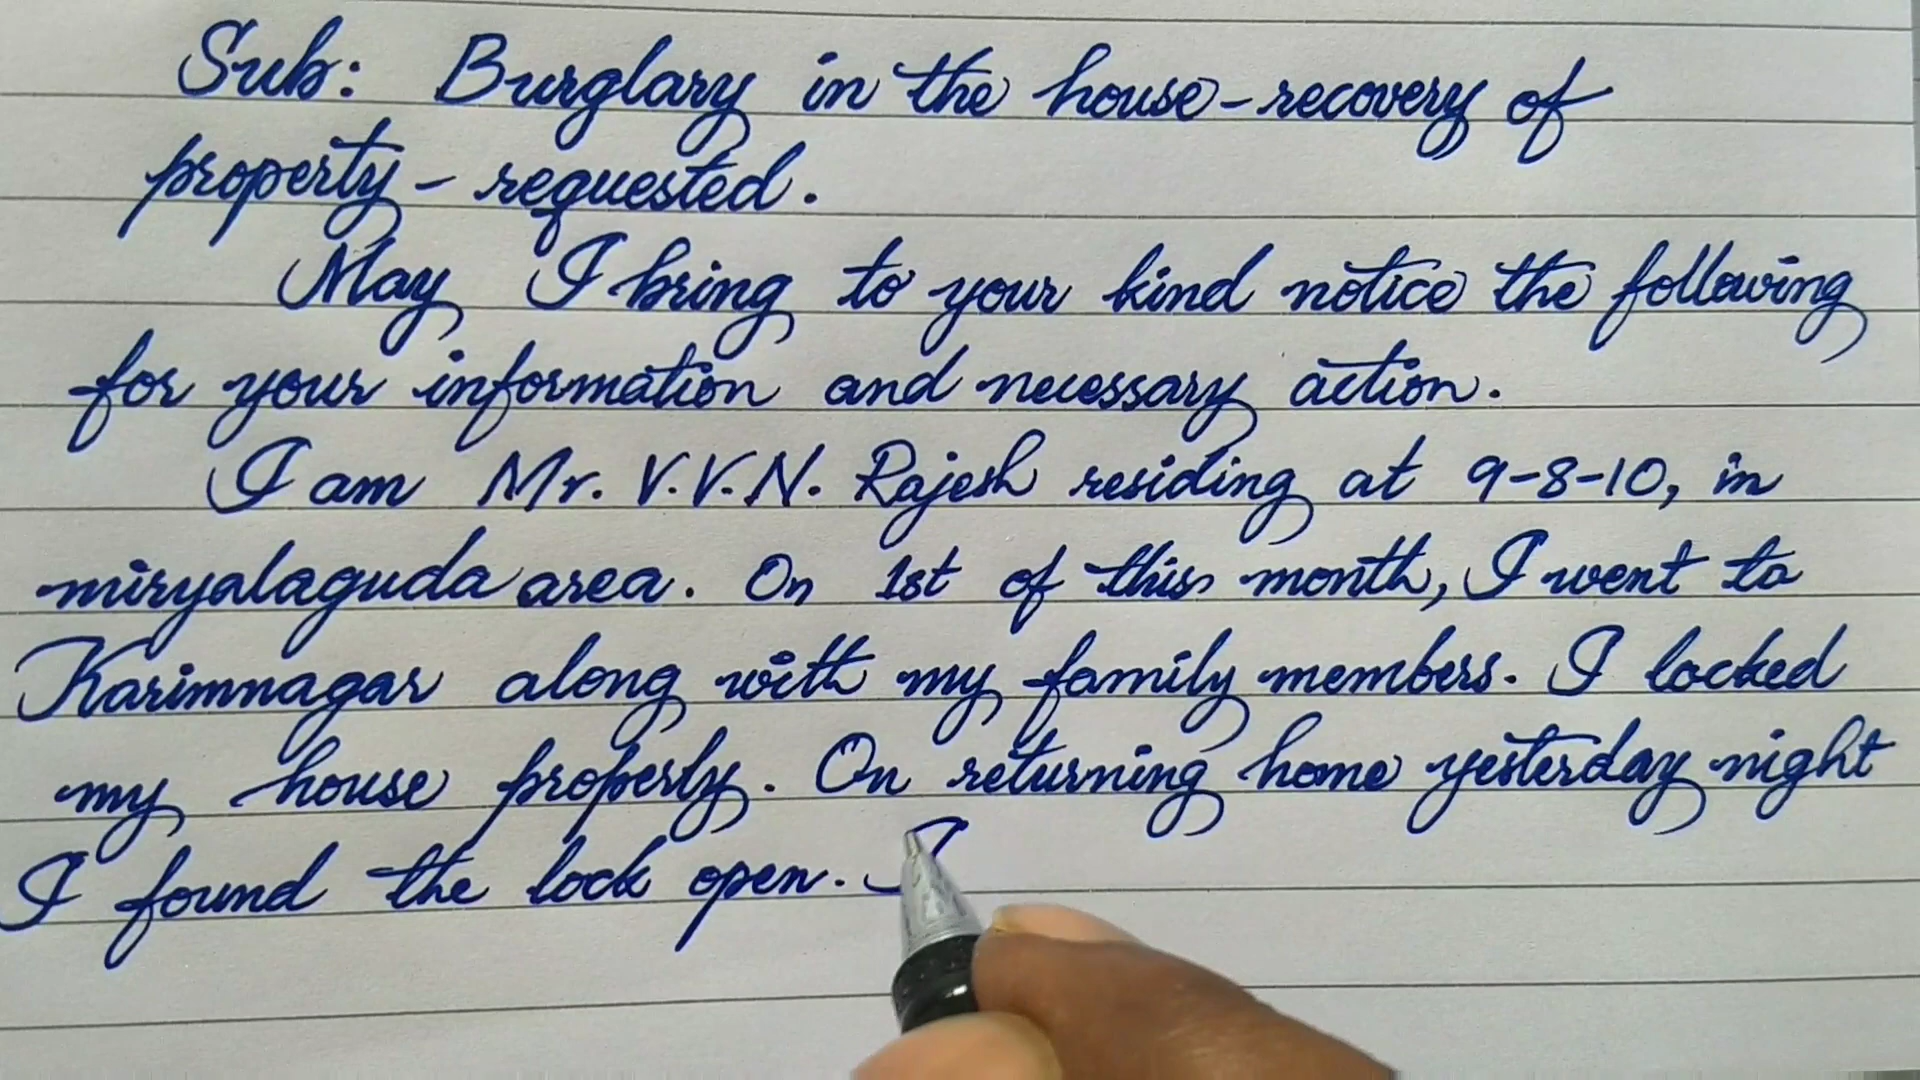 Sub: Burglary in the house - recovery of
property - requested.
May I bring to your kind notice the following
for your information and necessary action.
I am Mr. V.V.N. Rajesh residing at 9-8-10, in
miryalaguda area. On 1st of this month, I went to
Karimnagar along with my family members. I locked
my house properly. On returning home yesterday night
I found the lock open. I